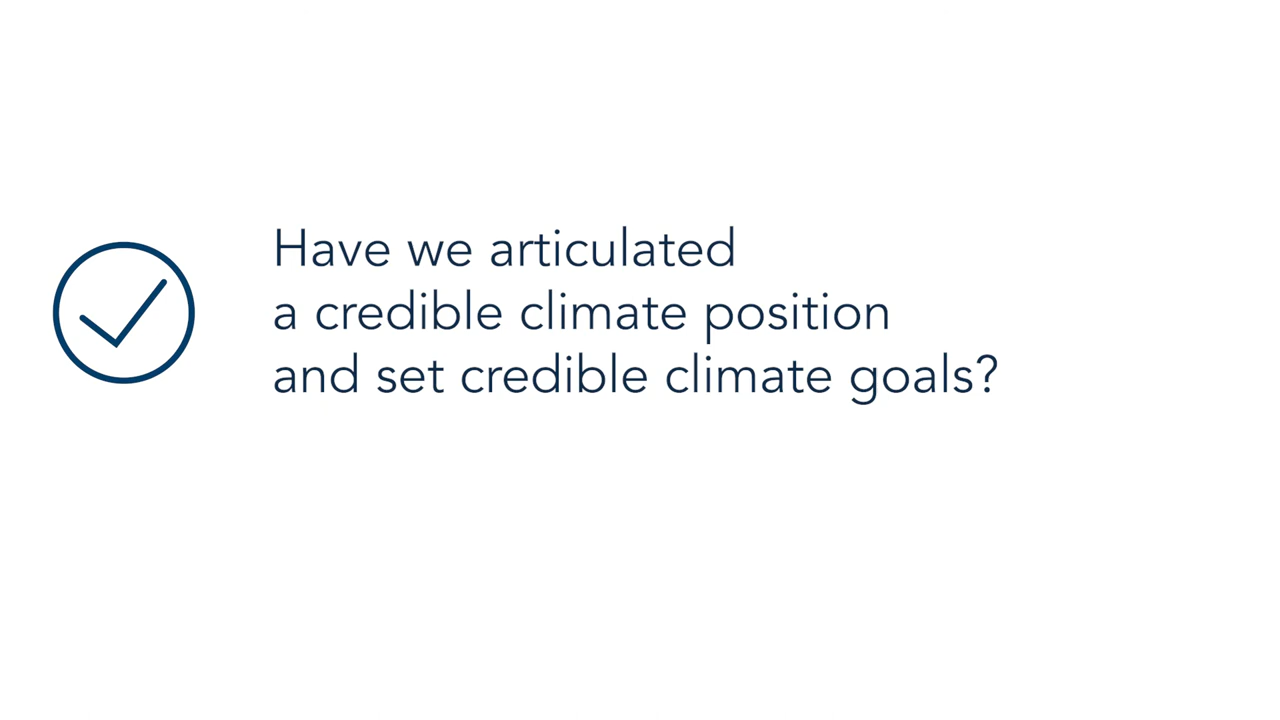 Have we articulated
a credible climate position
and set credible climate goals?